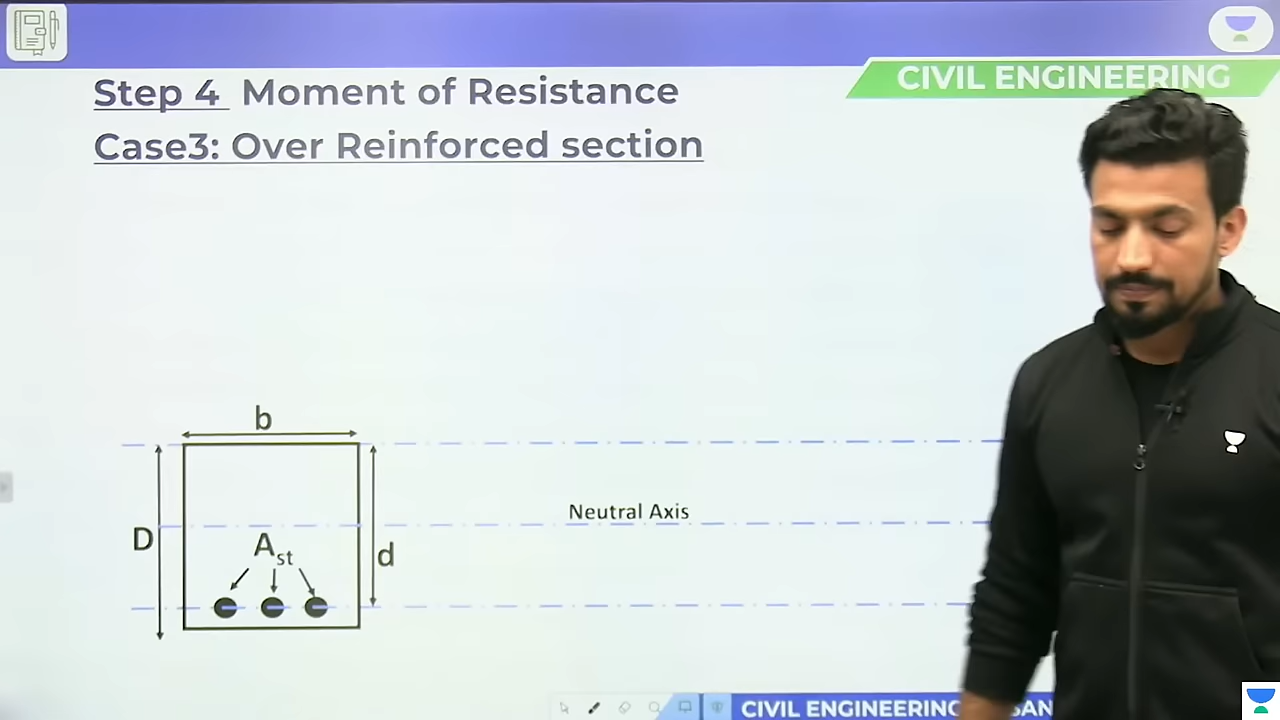 CIVIL ENGINEERING
Step 4 Moment of Resistance
Case3: Over Reinforced section
b
Neutral Axis
D
A st
d
CIVIL ENGINEERING